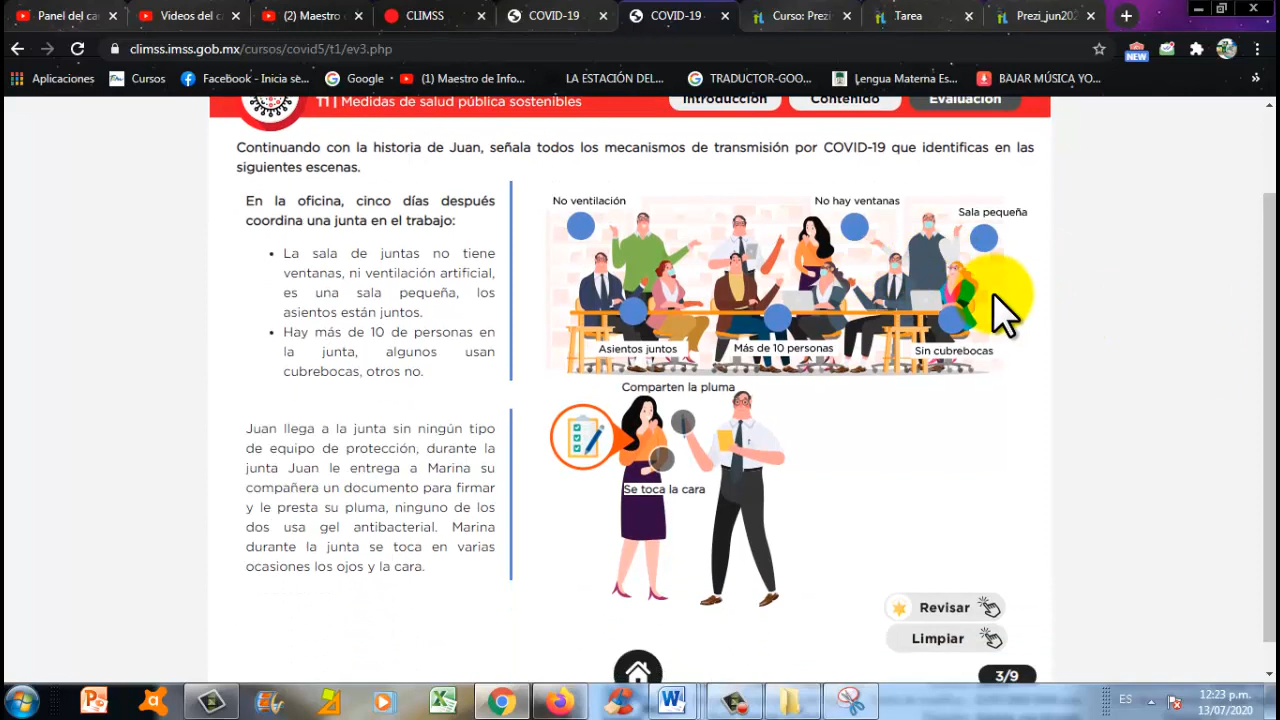 Panel del ca
Videos del c
(2) Maestro
CLIMSS
COVID-19
COVID-19
Curso: Prezi
Tarea
Prezi_jun202
climss.imss.gob.mx/cursos/covid5/t1/ev3.php
NEW
Aplicaciones
Cursos
Facebook - Inicia se...
Google
(1) Maestro de Info...
LA ESTACIÓN DEL...
TRADUCTOR-GOO...
Lengua Materna Es...
BAJAR MÚSICA YO...
T1 | Medidas de salud pública sostenibles
Introducción
Contenido
Evaluación
Continuando con la historia de Juan, señala todos los mecanismos de transmisión por COVID-19 que identificas en las
siguientes escenas.
En la oficina, cinco días después
coordina una junta en el trabajo:
• La sala de juntas no tiene
ventanas, ni ventilación artificial,
es una sala pequeña, los
asientos están juntos.
• Hay más de 10 de personas en
la junta, algunos usan
cubrebocas, otros no.
No ventilación
No hay ventanas
Sala pequeña
Asientos juntos
Más de 10 personas
Sin cubrebocas
Juan llega a la junta sin ningún tipo
de equipo de protección, durante la
junta Juan le entrega a Marina su
compañera un documento para firmar
y le presta su pluma, ninguno de los
dos usa gel antibacterial. Marina
durante la junta se toca en varias
ocasiones los ojos y la cara.
Comparten la pluma
Se toca la cara
Revisar
Limpiar
3/9
ES
12:23 p.m.
13/07/2020